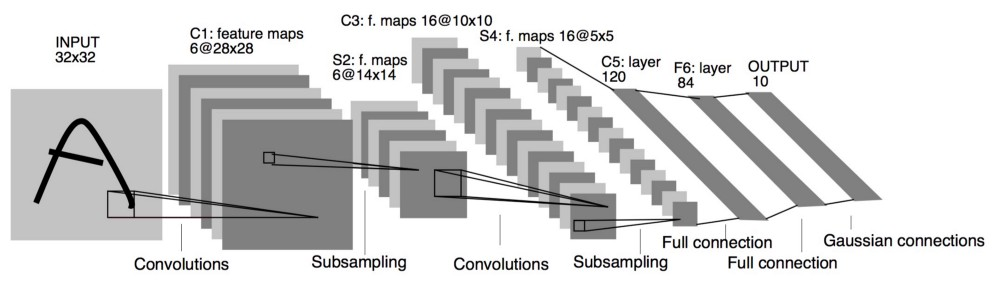 INPUT
32x32
C1: feature maps
6@28x28
S2: f. maps
6@14x14
C3: f. maps 16@10x10
S4: f. maps 16@5x5
C5: layer
120
F6: layer
84
OUTPUT
10
Convolutions
Subsampling
Convolutions
Subsampling
Full connection
Full connection
Gaussian connections